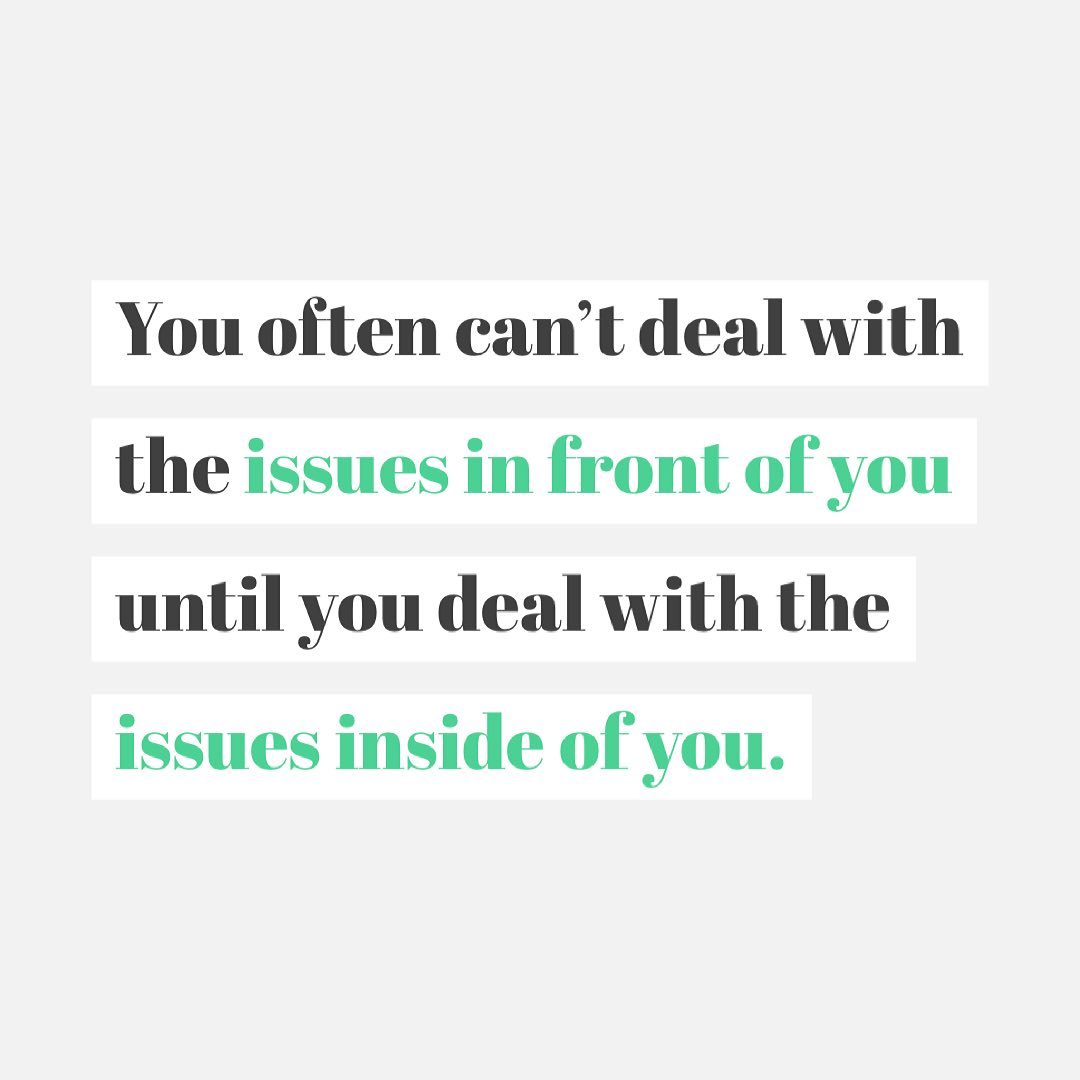 You often can’t deal with
the issues in front of you
until you deal with the
issues inside of you.